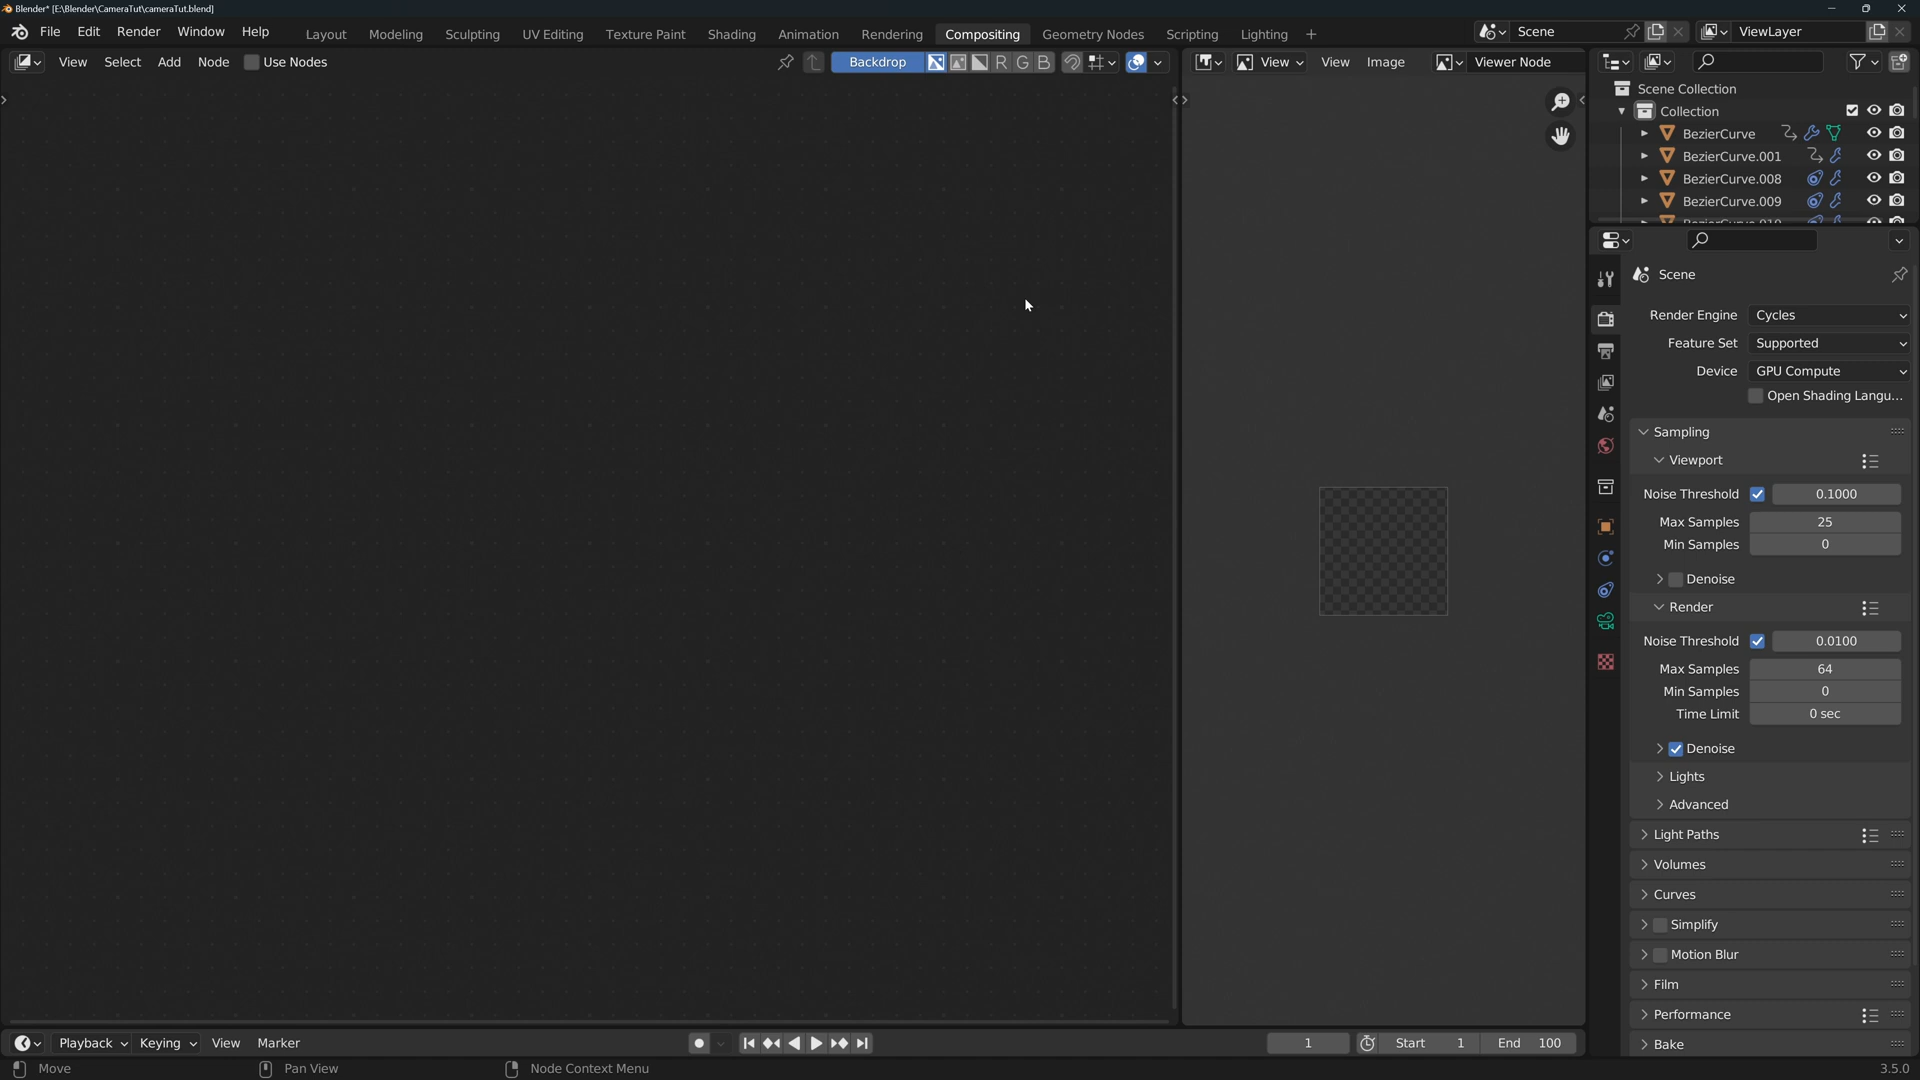 Blender* [E:\Blender\CameraTut\cameraTut.blend]
File Edit Render Window Help Layout Modeling Sculpting UV Editing Texture Paint Shading Animation Rendering Compositing Geometry Nodes Scripting Lighting + Scene ViewLayer
View Select Add Node Use Nodes Backdrop R G B View View Image Viewer Node
Scene Collection
Collection
BezierCurve
BezierCurve.001
BezierCurve.008
BezierCurve.009
BezierCurve.010
Scene
Render Engine Cycles
Feature Set Supported
Device GPU Compute
Open Shading Langu...
Sampling
Viewport
Noise Threshold 0.1000
Max Samples 25
Min Samples 0
Denoise
Render
Noise Threshold 0.0100
Max Samples 64
Min Samples 0
Time Limit 0 sec
Denoise
Lights
Advanced
Light Paths
Volumes
Curves
Simplify
Motion Blur
Film
Performance
Bake
Playback Keying View Marker 1 Start 1 End 100
Move Pan View Node Context Menu 3.5.0